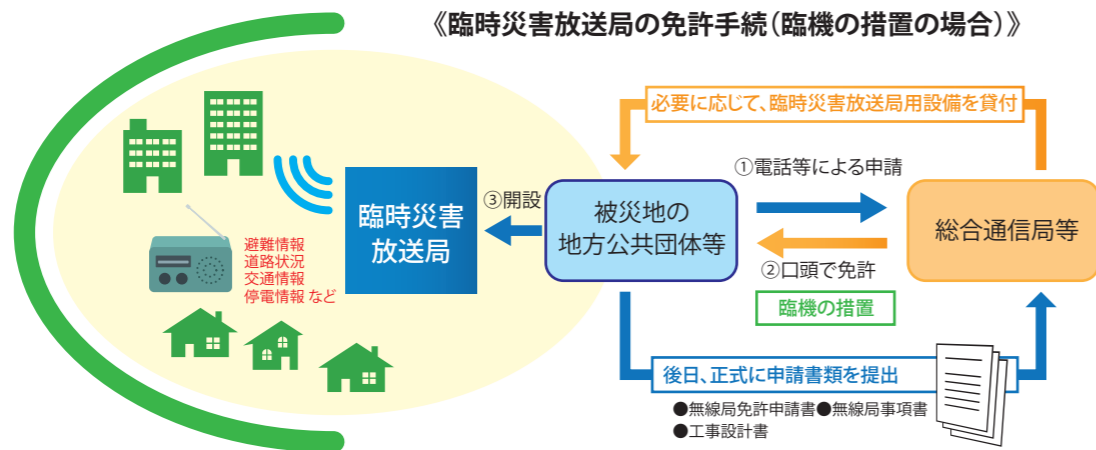 《臨時災害放送局の免許手続（臨機の措置の場合）》
必要に応じて、臨時災害放送局用設備を貸付
①電話等による申請
③開設
臨時災害
放送局
被災地の
地方公共団体等
総合通信局等
避難情報
道路状況
交通情報
停電情報 など
②口頭で免許
臨機の措置
後日、正式に申請書類を提出
●無線局免許申請書●無線局事項書
●工事設計書